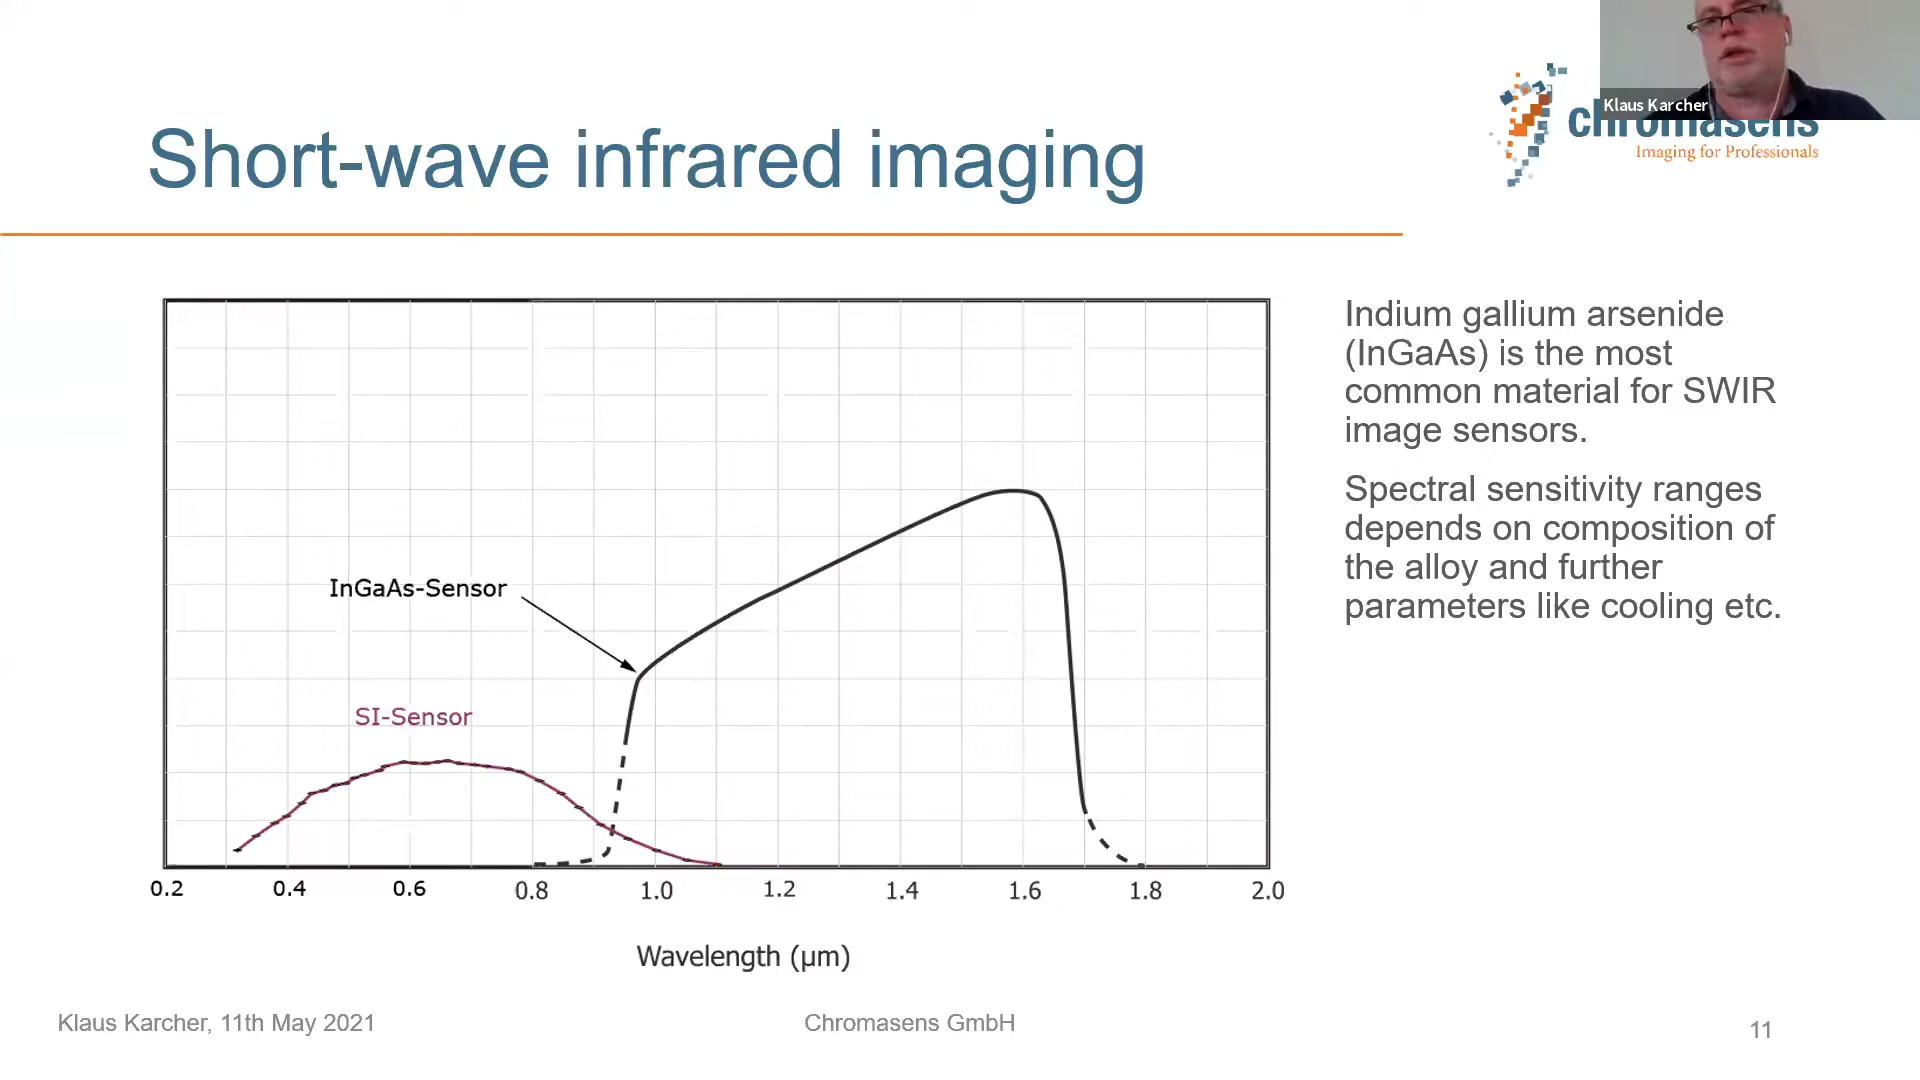 Klaus Karcher
chromasens
Imaging for Professionals
Short-wave infrared imaging
Indium gallium arsenide
(InGaAs) is the most
common material for SWIR
image sensors.
Spectral sensitivity ranges
depends on composition of
the alloy and further
parameters like cooling etc.
InGaAs-Sensor
SI-Sensor
0.2 0.4 0.6 0.8 1.0 1.2 1.4 1.6 1.8 2.0
Wavelength (µm)
Klaus Karcher, 11th May 2021
Chromasens GmbH
11